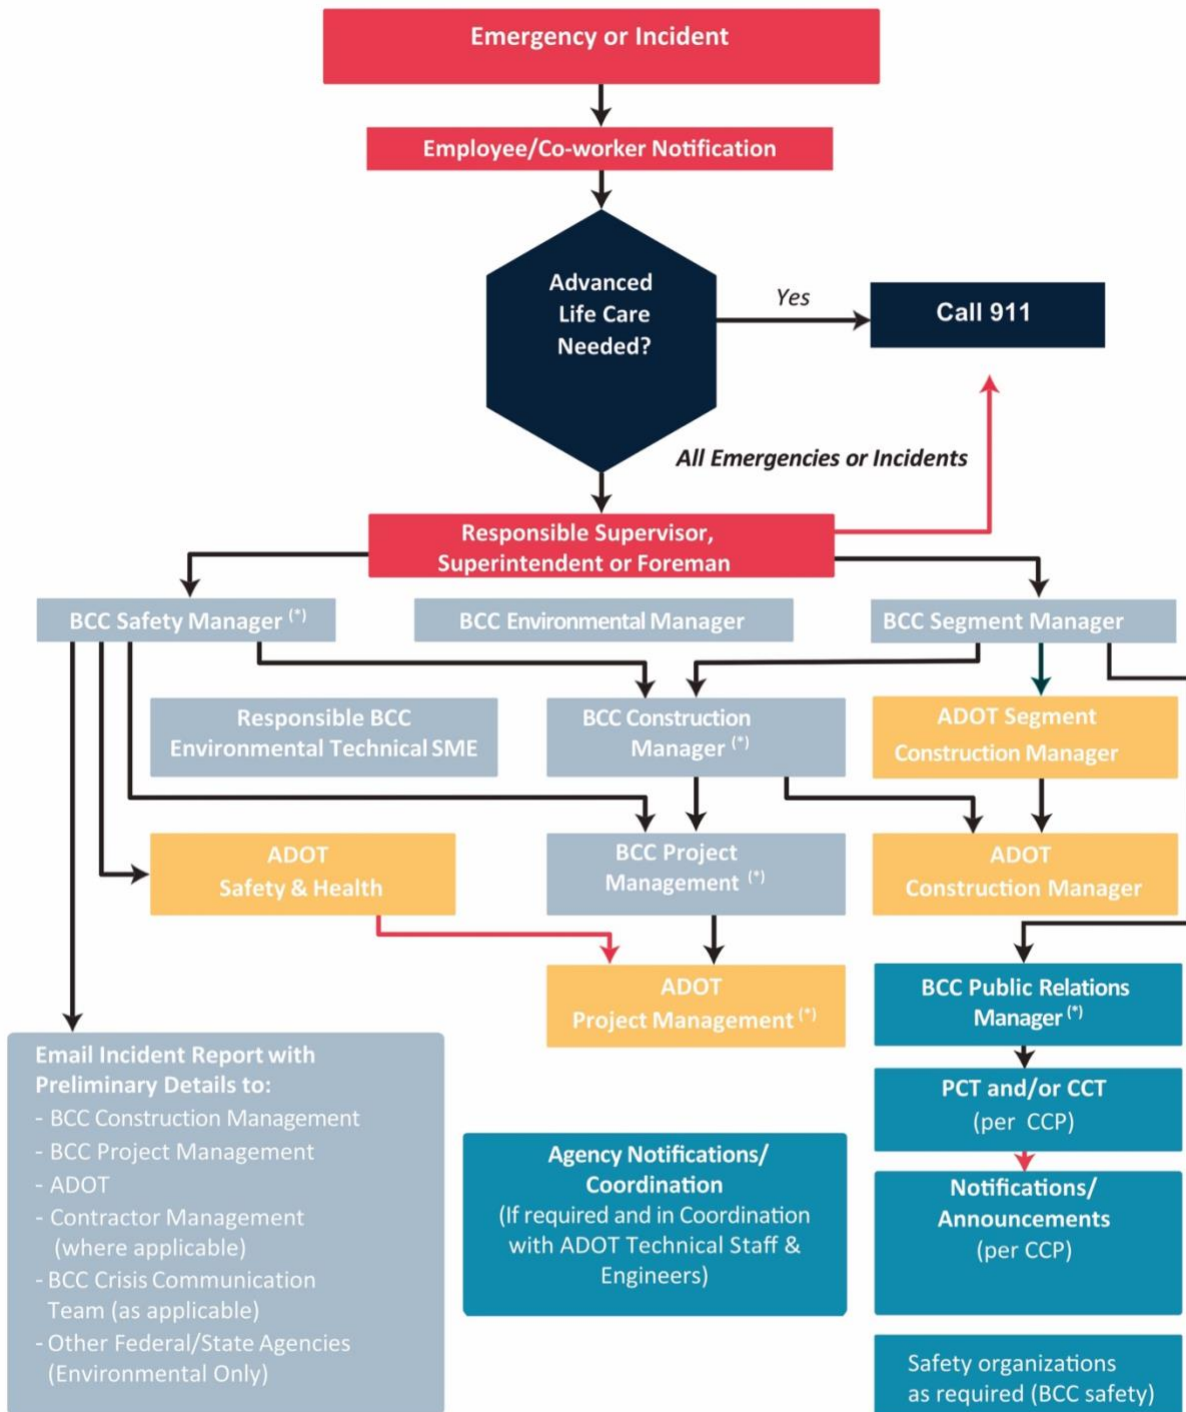 Emergency or Incident
Employee/Co-worker Notification
Advanced
Life Care
Needed?
Yes
Call 911
All Emergencies or Incidents
Responsible Supervisor,
Superintendent or Foreman
BCC Safety Manager (*)
BCC Environmental Manager
BCC Segment Manager
Responsible BCC
Environmental Technical SME
BCC Construction
Manager (*)
ADOT Segment
Construction Manager
ADOT
Safety & Health
BCC Project
Management (*)
ADOT
Construction Manager
ADOT
Project Management (*)
BCC Public Relations
Manager (*)
Email Incident Report with
Preliminary Details to:
- BCC Construction Management
- BCC Project Management
- ADOT
- Contractor Management
(where applicable)
- BCC Crisis Communication
Team (as applicable)
- Other Federal/State Agencies
(Environmental Only)
Agency Notifications/
Coordination
(If required and in Coordination
with ADOT Technical Staff &
Engineers)
PCT and/or CCT
(per CCP)
Notifications/
Announcements
(per CCP)
Safety organizations
as required (BCC safety)